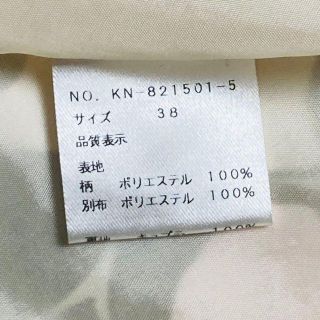 NO. KN-821501-5
サイズ 38
品質表示
表地
柄 ポリエステル 100%
別布 ポリエステル 100%
100%